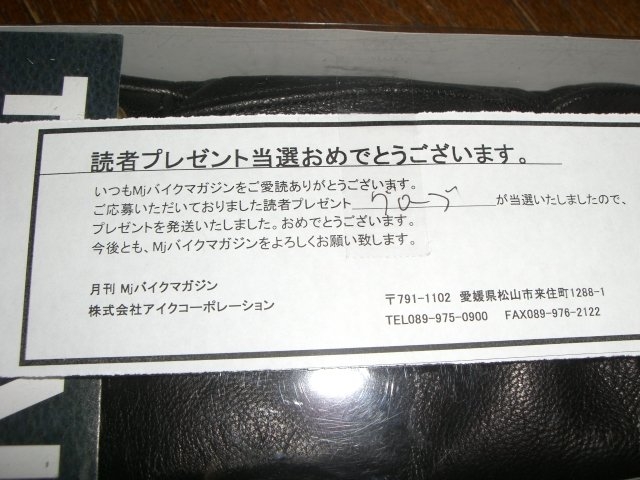 読者プレゼント当選おめでとうございます。
いつもMjバイクマガジンをご愛読ありがとうございます。
ご応募いただいておりました読者プレゼント グローブ が当選いたしましたので、
プレゼントを発送いたしました。おめでとうございます。
今後とも、Mjバイクマガジンをよろしくお願い致します。
月刊 Mjバイクマガジン
株式会社アイクコーポレーション
〒791-1102 愛媛県松山市来住町1288-1
TEL089-975-0900 FAX089-976-2122